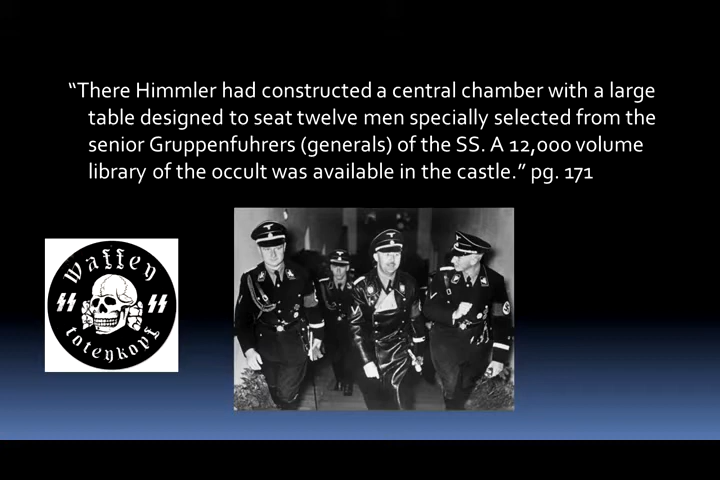 “There Himmler had constructed a central chamber with a large
table designed to seat twelve men specially selected from the
senior Gruppenfuhrers (generals) of the SS. A 12,000 volume
library of the occult was available in the castle.” pg. 171
Waffen
SS SS
totenkopf